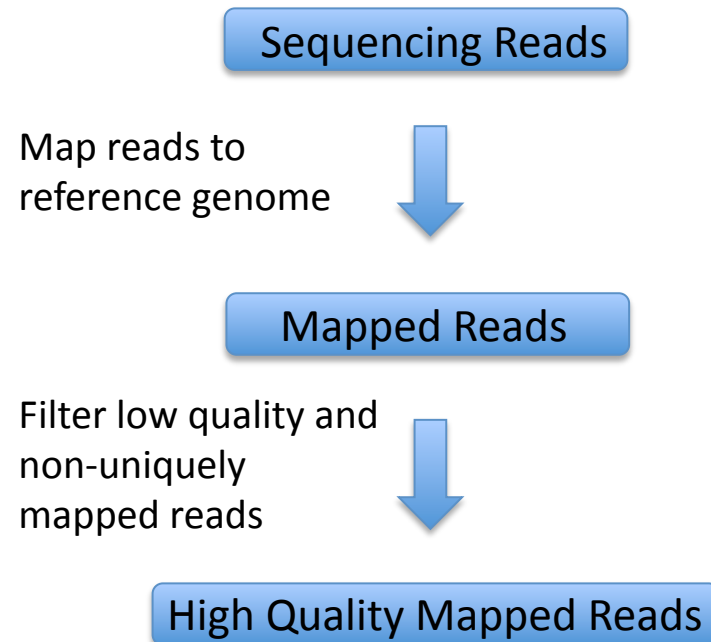 Sequencing Reads
Map reads to
reference genome
Mapped Reads
Filter low quality and
non-uniquely
mapped reads
High Quality Mapped Reads